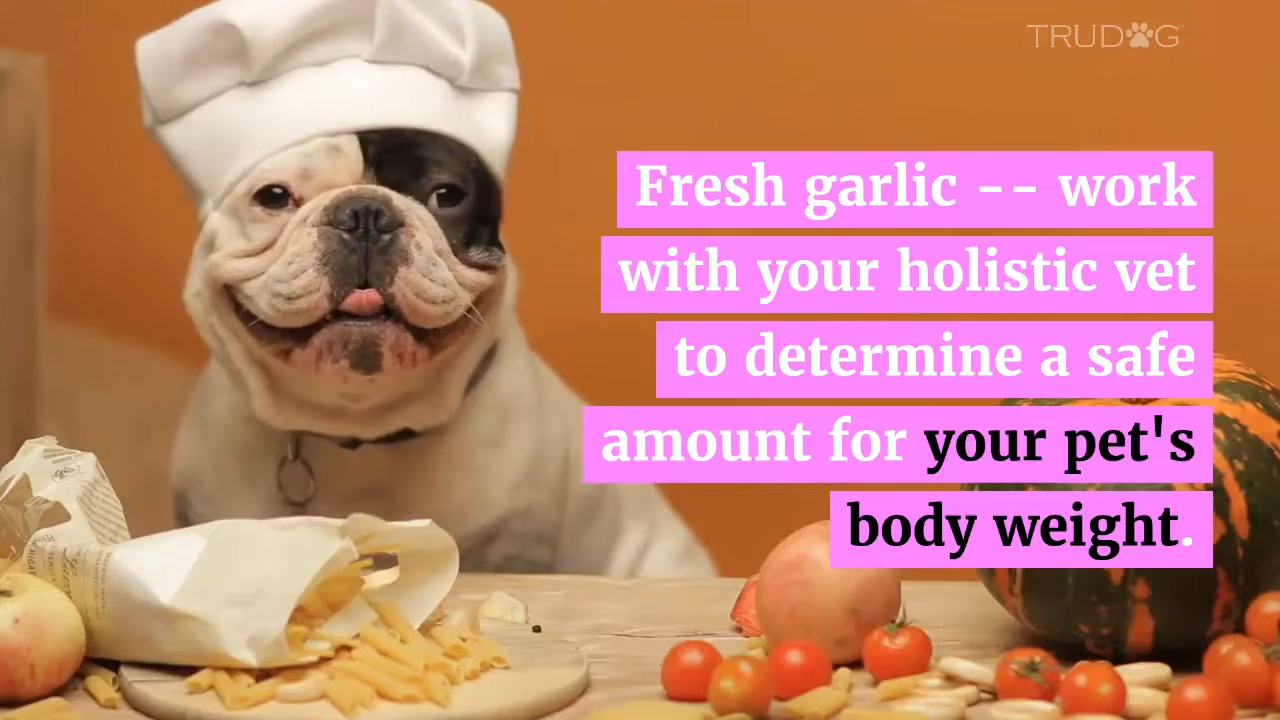 TRUDOG
Fresh garlic -- work
with your holistic vet
to determine a safe
amount for your pet's
body weight.